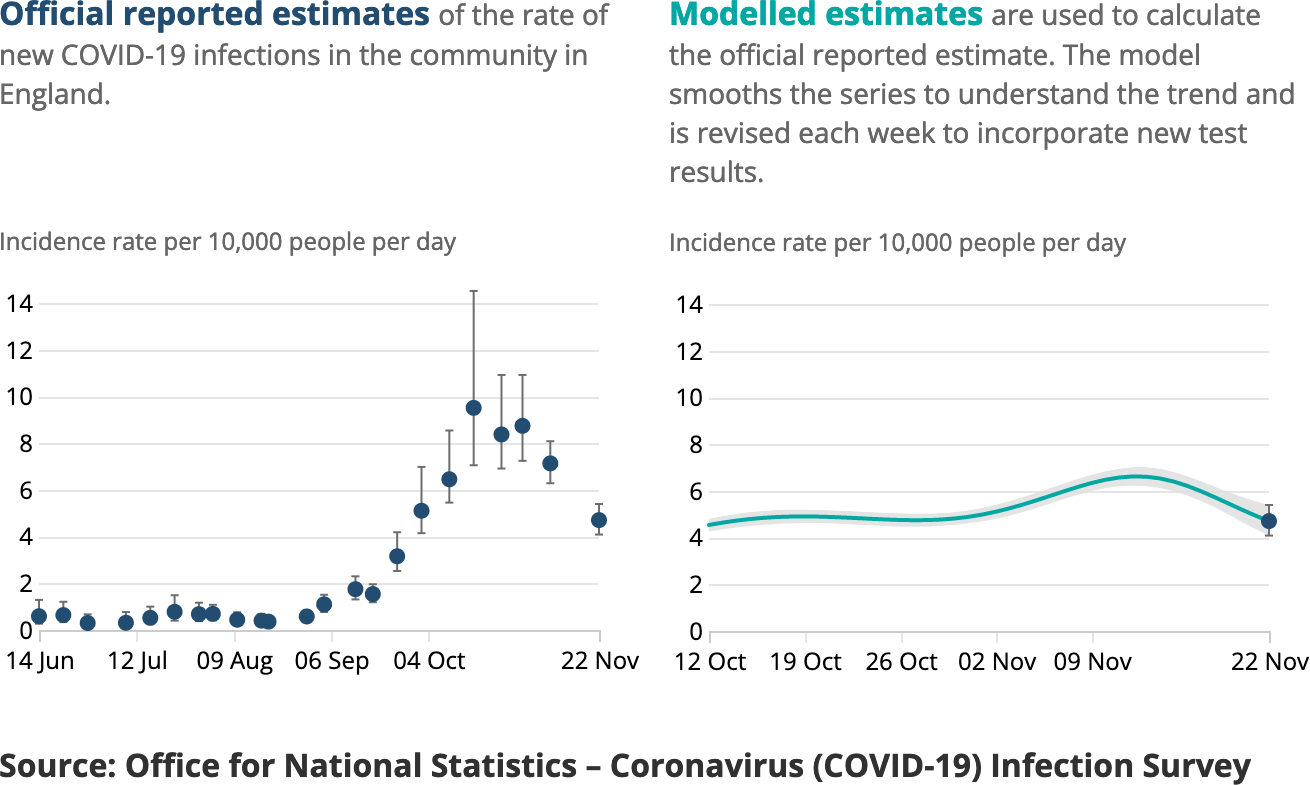 Official reported estimates of the rate of
new COVID-19 infections in the community in
England.
Modelled estimates are used to calculate
the official reported estimate. The model
smooths the series to understand the trend and
is revised each week to incorporate new test
results.
Incidence rate per 10,000 people per day
14
12
10
8
6
4
2
0
14 Jun 12 Jul 09 Aug 06 Sep 04 Oct 22 Nov
Incidence rate per 10,000 people per day
14
12
10
8
6
4
2
0
12 Oct 19 Oct 26 Oct 02 Nov 09 Nov 22 Nov
Source: Office for National Statistics – Coronavirus (COVID-19) Infection Survey